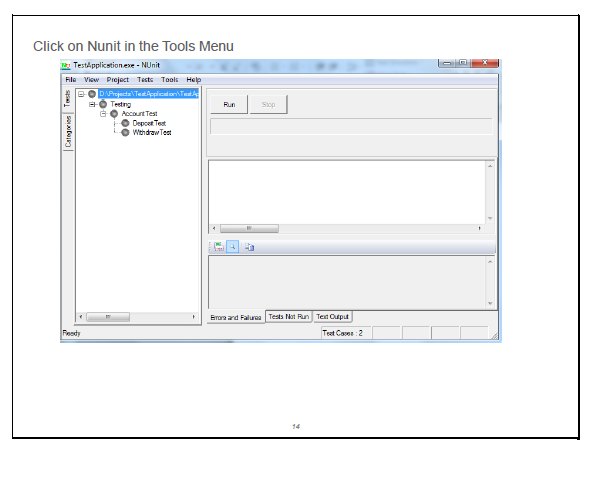 Click on Nunit in the Tools Menu
TestApplication.exe - NUnit
File View Project Tests Tools Help
Tests
Categories
D:\Projects\TestApplication\TestAp
Testing
AccountTest
DepositTest
WithdrawTest
Run Stop
Errors and Failures Tests Not Run Text Output
Ready
Test Cases : 2
14